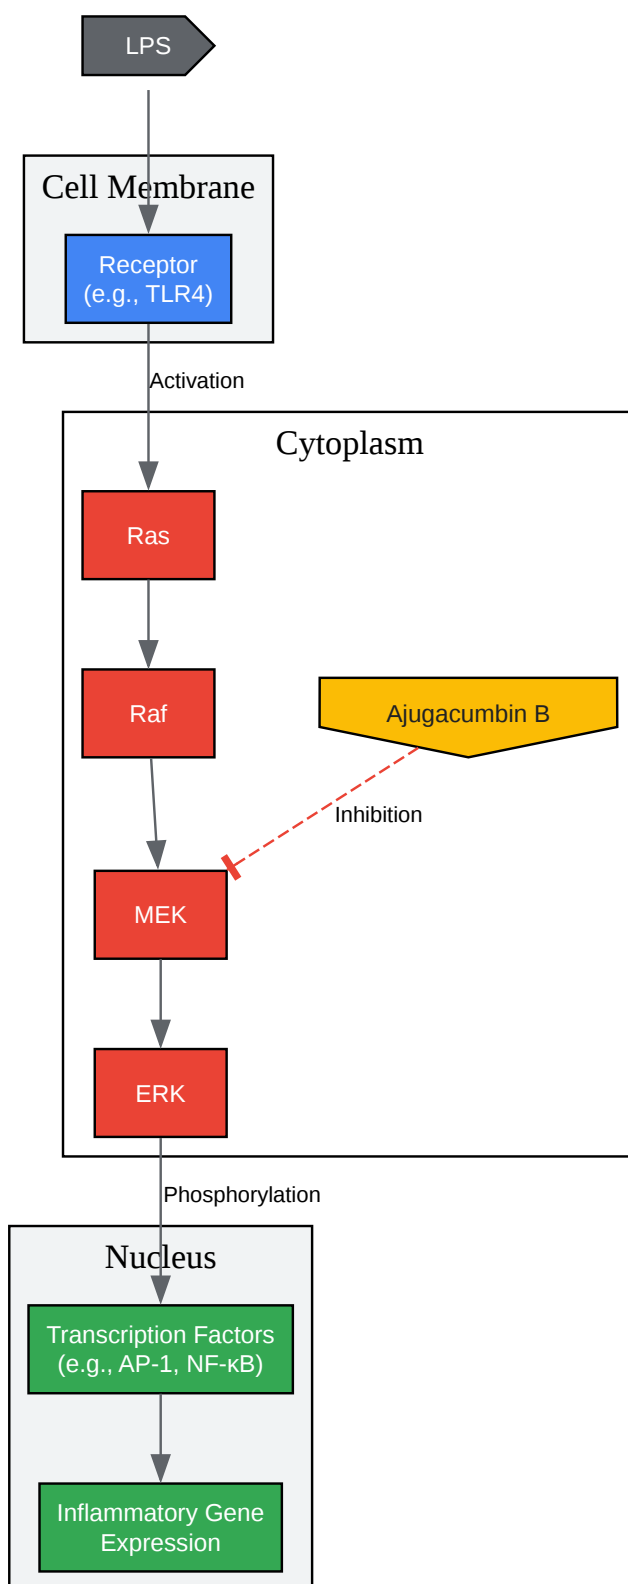 LPS
Cell Membrane
Receptor
(e.g., TLR4)
Activation
Cytoplasm
Ras
Raf
Ajugacumbin B
Inhibition
MEK
ERK
Phosphorylation
Nucleus
Transcription Factors
(e.g., AP-1, NF-κB)
Inflammatory Gene
Expression